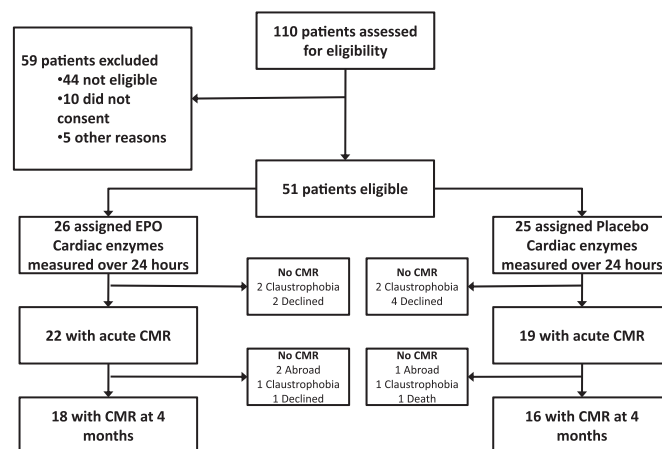 110 patients assessed
for eligibility
59 patients excluded
•44 not eligible
•10 did not
consent
•5 other reasons
51 patients eligible
26 assigned EPO
Cardiac enzymes
measured over 24 hours
25 assigned Placebo
Cardiac enzymes
measured over 24 hours
No CMR
2 Claustrophobia
2 Declined
No CMR
2 Claustrophobia
4 Declined
22 with acute CMR
19 with acute CMR
No CMR
2 Abroad
1 Claustrophobia
1 Declined
No CMR
1 Abroad
1 Claustrophobia
1 Death
18 with CMR at 4
months
16 with CMR at 4
months